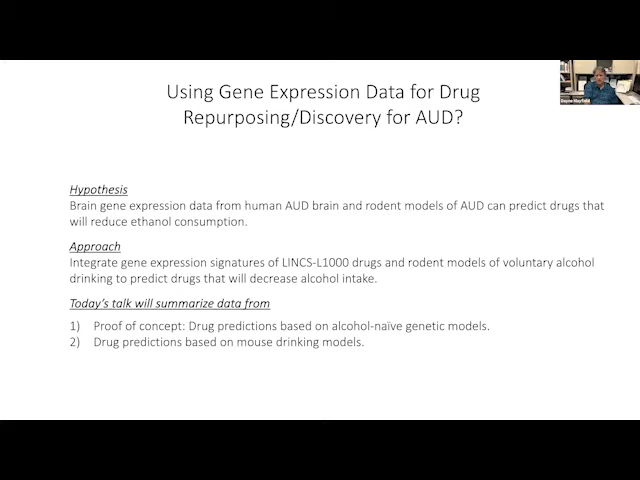 Using Gene Expression Data for Drug
Repurposing/Discovery for AUD?
Hypothesis
Brain gene expression data from human AUD brain and rodent models of AUD can predict drugs that
will reduce ethanol consumption.
Approach
Integrate gene expression signatures of LINCS-L1000 drugs and rodent models of voluntary alcohol
drinking to predict drugs that will decrease alcohol intake.
Today's talk will summarize data from
1) Proof of concept: Drug predictions based on alcohol-naïve genetic models.
2) Drug predictions based on mouse drinking models.
Dayne Mayfield